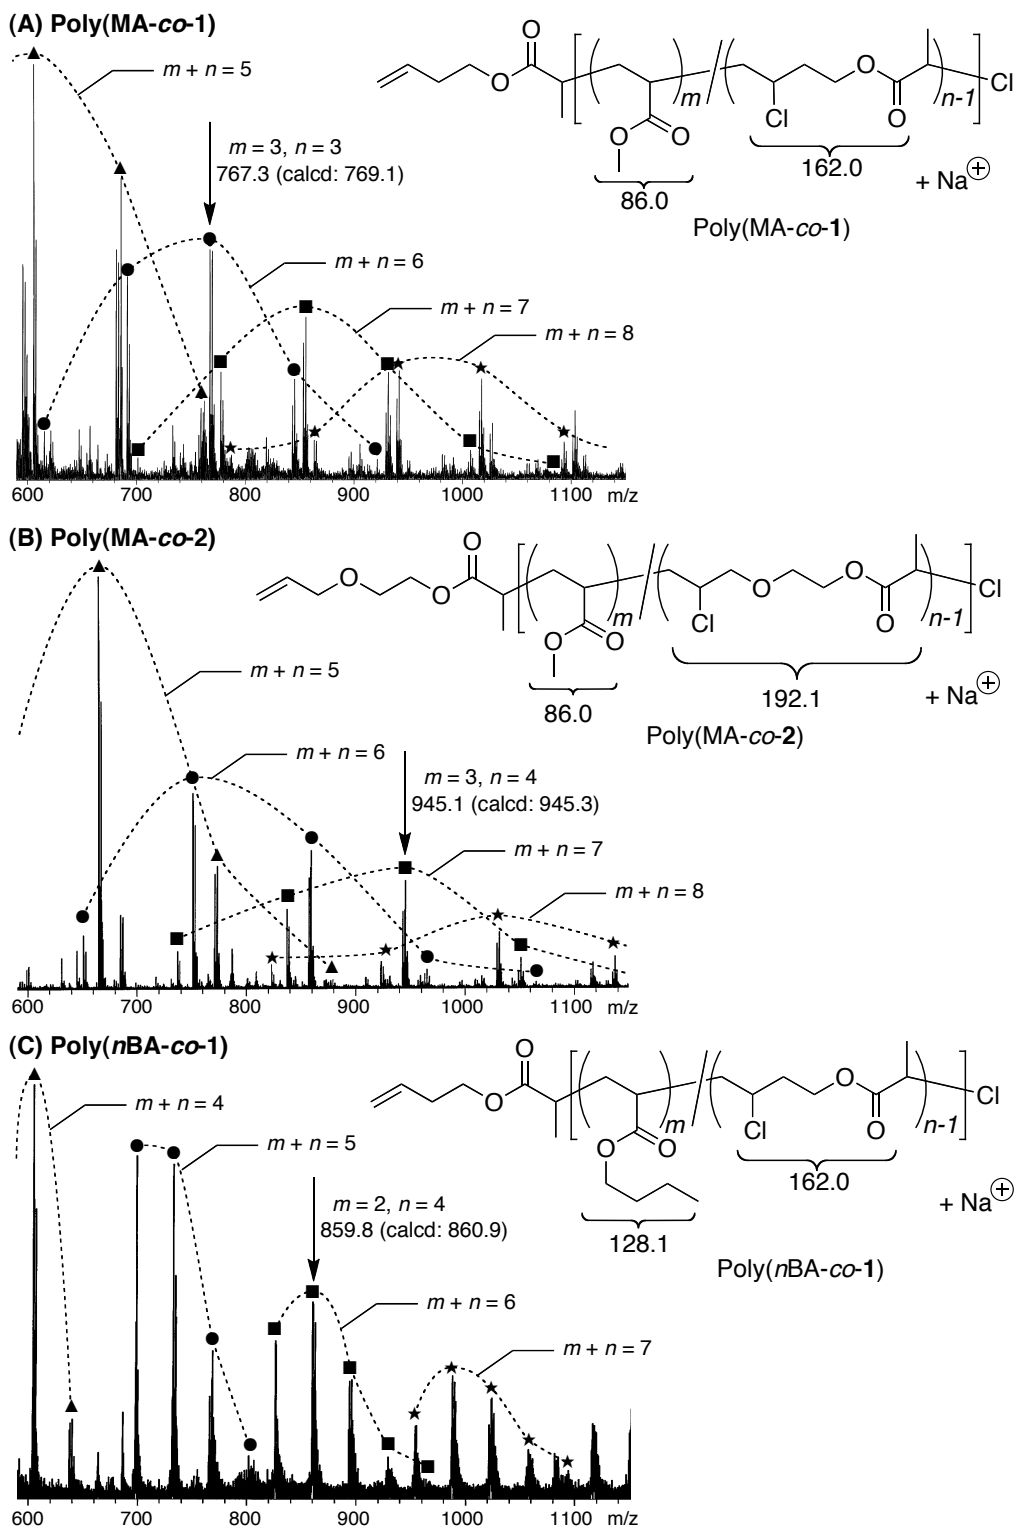 (A) Poly(MA-co-1)
m + n = 5
m = 3, n = 3
767.3 (calcd: 769.1)
m + n = 6
m + n = 7
m + n = 8
O
O
m
O
O
Cl
O
O
n-1
Cl
86.0
162.0
+ Na⊕
Poly(MA-co-1)
600 700 800 900 1000 1100 m/z
(B) Poly(MA-co-2)
m + n = 5
m + n = 6
m = 3, n = 4
945.1 (calcd: 945.3)
m + n = 7
m + n = 8
O
O
O
m
O
O
Cl
O
O
O
n-1
Cl
86.0
192.1
+ Na⊕
Poly(MA-co-2)
600 700 800 900 1000 1100 m/z
(C) Poly(nBA-co-1)
m + n = 4
m + n = 5
m = 2, n = 4
859.8 (calcd: 860.9)
m + n = 6
m + n = 7
O
O
m
O
O
Cl
O
O
n-1
Cl
128.1
162.0
+ Na⊕
Poly(nBA-co-1)
600 700 800 900 1000 1100 m/z